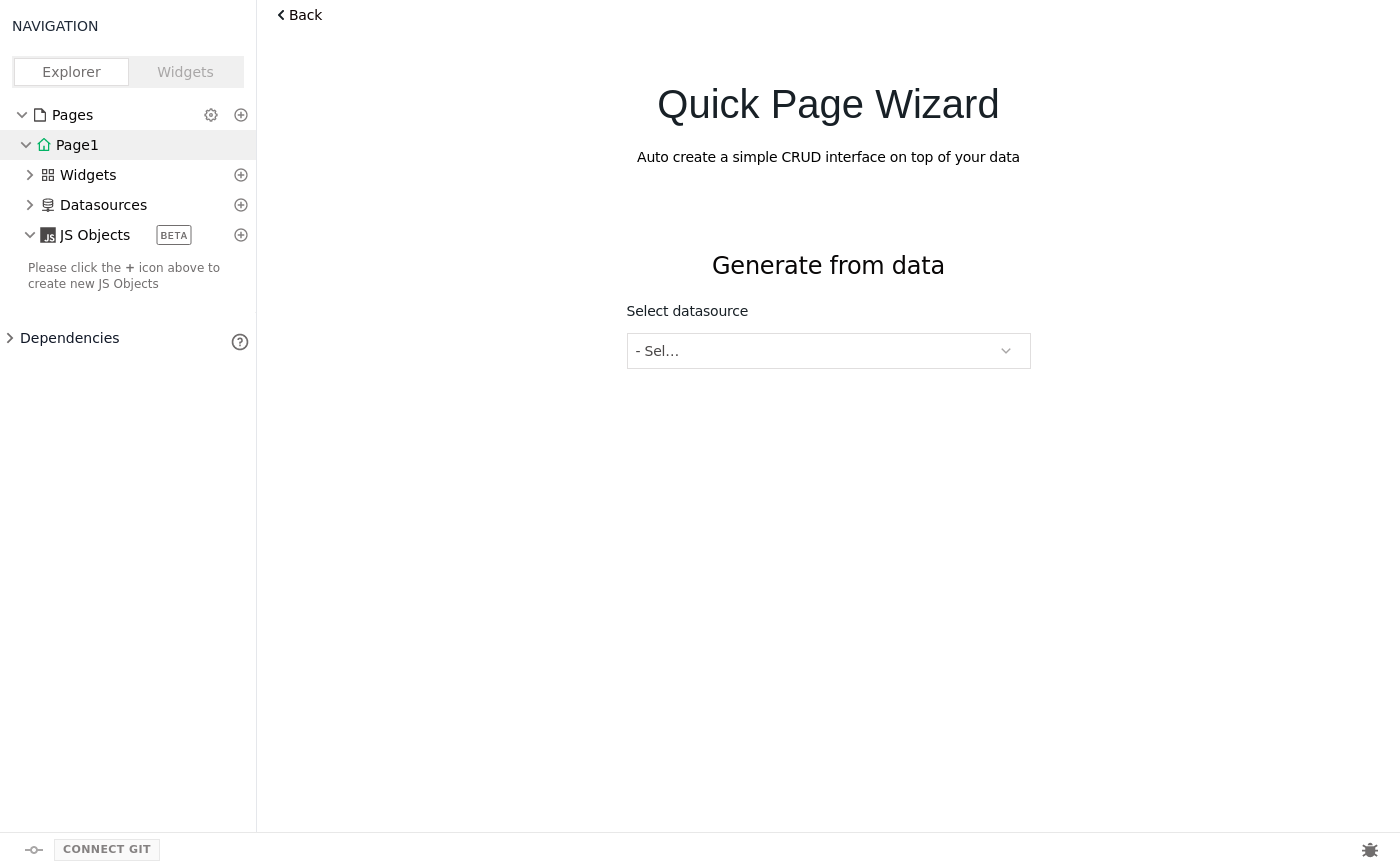 NAVIGATION
Back
Quick Page Wizard
Auto create a simple CRUD interface on top of your data
Explorer
Widgets
Pages
Page1
Widgets
Datasources
JS Objects
BETA
Please click the + icon above to
create new JS Objects
Dependencies
Generate from data
Select datasource
- Sel...
CONNECT GIT